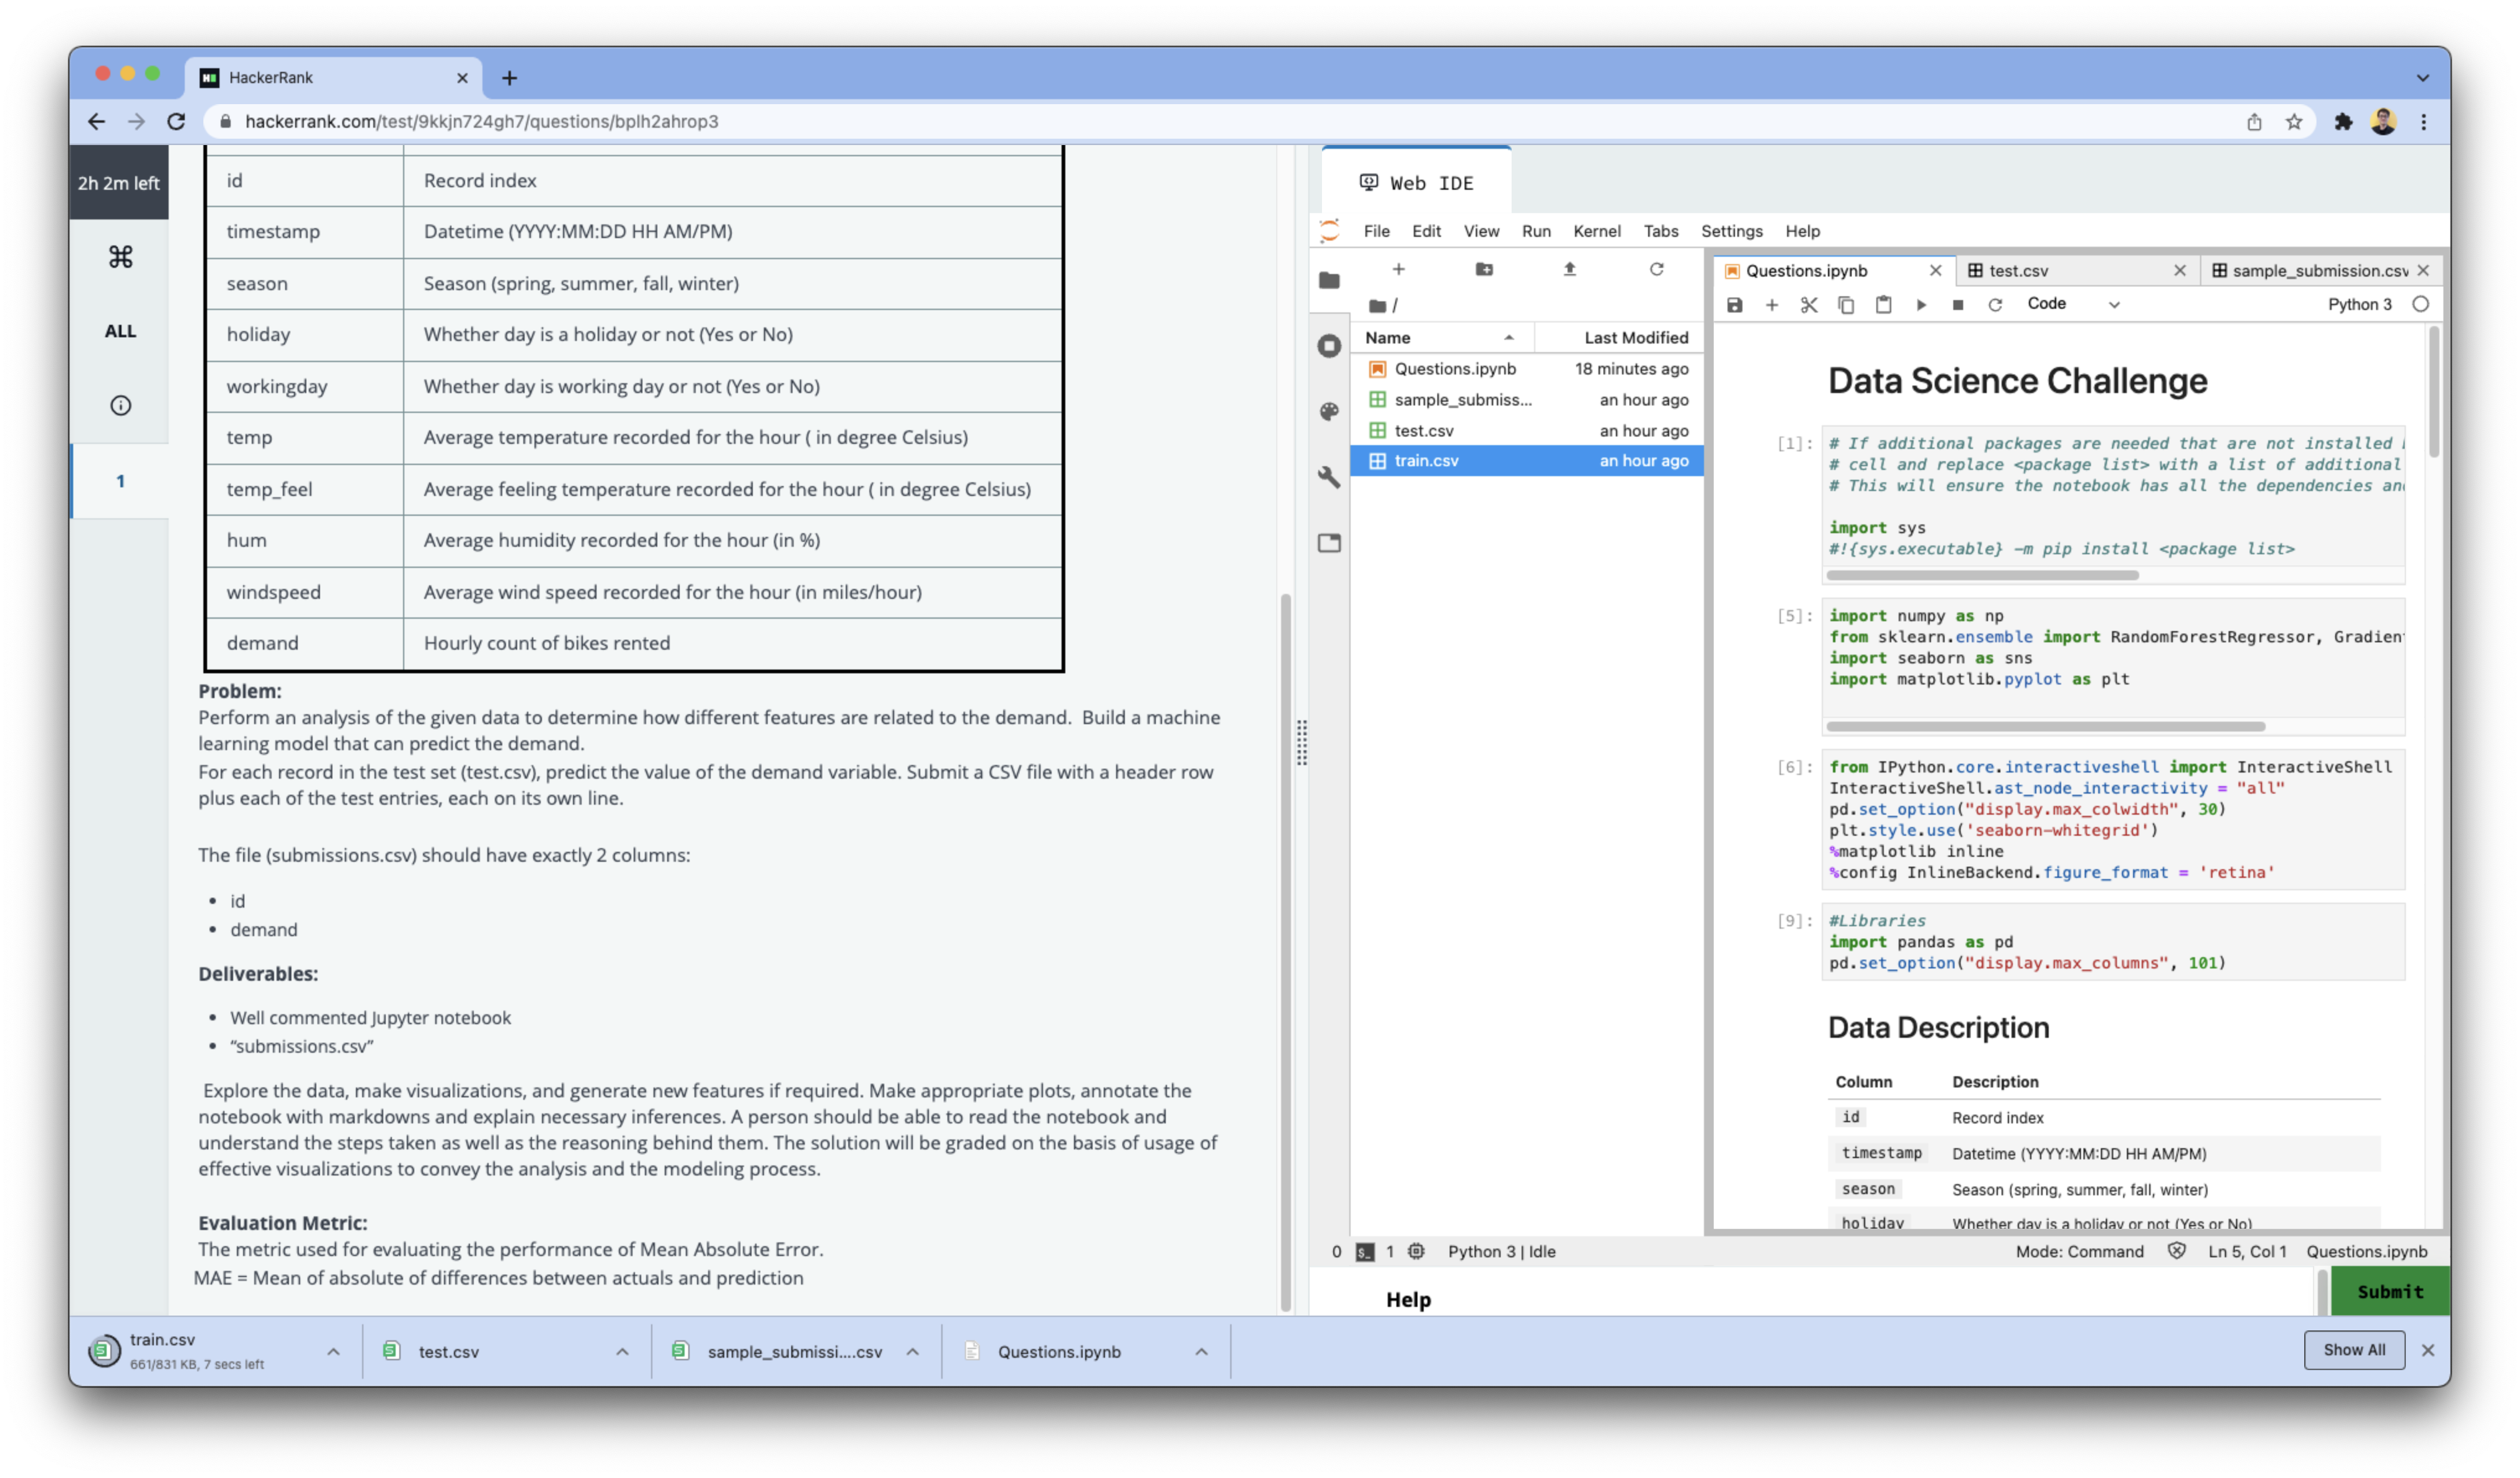 HackerRank
hackerrank.com/test/9kkjn724gh7/questions/bplh2ahrop3
2h 2m left
ALL
1
id Record index
timestamp Datetime (YYYY:MM:DD HH AM/PM)
season Season (spring, summer, fall, winter)
holiday Whether day is a holiday or not (Yes or No)
workingday Whether day is working day or not (Yes or No)
temp Average temperature recorded for the hour ( in degree Celsius)
temp_feel Average feeling temperature recorded for the hour ( in degree Celsius)
hum Average humidity recorded for the hour (in %)
windspeed Average wind speed recorded for the hour (in miles/hour)
demand Hourly count of bikes rented
Problem:
Perform an analysis of the given data to determine how different features are related to the demand. Build a machine
learning model that can predict the demand.
For each record in the test set (test.csv), predict the value of the demand variable. Submit a CSV file with a header row
plus each of the test entries, each on its own line.
The file (submissions.csv) should have exactly 2 columns:
• id
• demand
Deliverables:
• Well commented Jupyter notebook
• “submissions.csv”
Explore the data, make visualizations, and generate new features if required. Make appropriate plots, annotate the
notebook with markdowns and explain necessary inferences. A person should be able to read the notebook and
understand the steps taken as well as the reasoning behind them. The solution will be graded on the basis of usage of
effective visualizations to convey the analysis and the modeling process.
Evaluation Metric:
The metric used for evaluating the performance of Mean Absolute Error.
MAE = Mean of absolute of differences between actuals and prediction
Web IDE
File Edit View Run Kernel Tabs Settings Help
/
Name Last Modified
Questions.ipynb 18 minutes ago
sample_submiss... an hour ago
test.csv an hour ago
train.csv an hour ago
Questions.ipynb test.csv sample_submission.csv
Code Python 3
Data Science Challenge
[1]: # If additional packages are needed that are not installed
# cell and replace <package list> with a list of additional
# This will ensure the notebook has all the dependencies an
import sys
#!{sys.executable} -m pip install <package list>
[5]: import numpy as np
from sklearn.ensemble import RandomForestRegressor, Gradien
import seaborn as sns
import matplotlib.pyplot as plt
[6]: from IPython.core.interactiveshell import InteractiveShell
InteractiveShell.ast_node_interactivity = "all"
pd.set_option("display.max_colwidth", 30)
plt.style.use('seaborn-whitegrid')
%matplotlib inline
%config InlineBackend.figure_format = 'retina'
[9]: #Libraries
import pandas as pd
pd.set_option("display.max_columns", 101)
Data Description
Column Description
id Record index
timestamp Datetime (YYYY:MM:DD HH AM/PM)
season Season (spring, summer, fall, winter)
holiday Whether day is a holiday or not (Yes or No)
0 1 Python 3 | Idle Mode: Command Ln 5, Col 1 Questions.ipynb
Help
Submit
train.csv
661/831 KB, 7 secs left
test.csv
sample_submissi....csv
Questions.ipynb
Show All